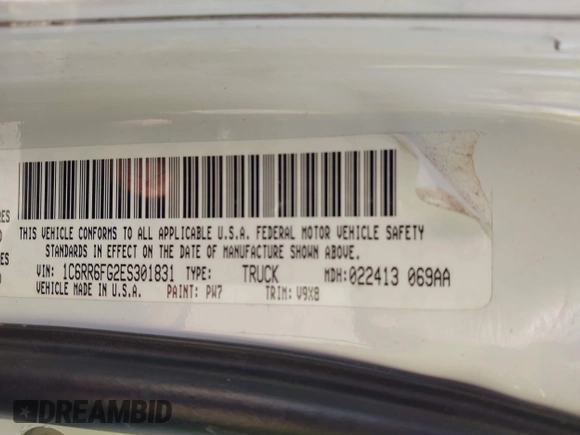 THIS VEHICLE CONFORMS TO ALL APPLICABLE U.S.A. FEDERAL MOTOR VEHICLE SAFETY
STANDARDS IN EFFECT ON THE DATE OF MANUFACTURE SHOWN ABOVE.
VIN: 1C6RR6FG2ES301831 TYPE: TRUCK MDH:022413 069AA
VEHICLE MADE IN U.S.A. PAINT: PW7 TRIM: V9X8
DREAMBID